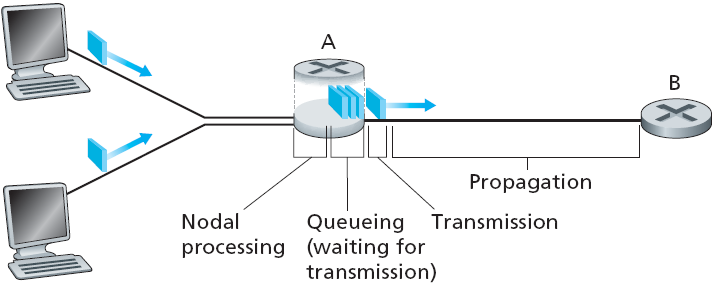 A
B
Propagation
Nodal
processing
Queueing
(waiting for
transmission)
Transmission